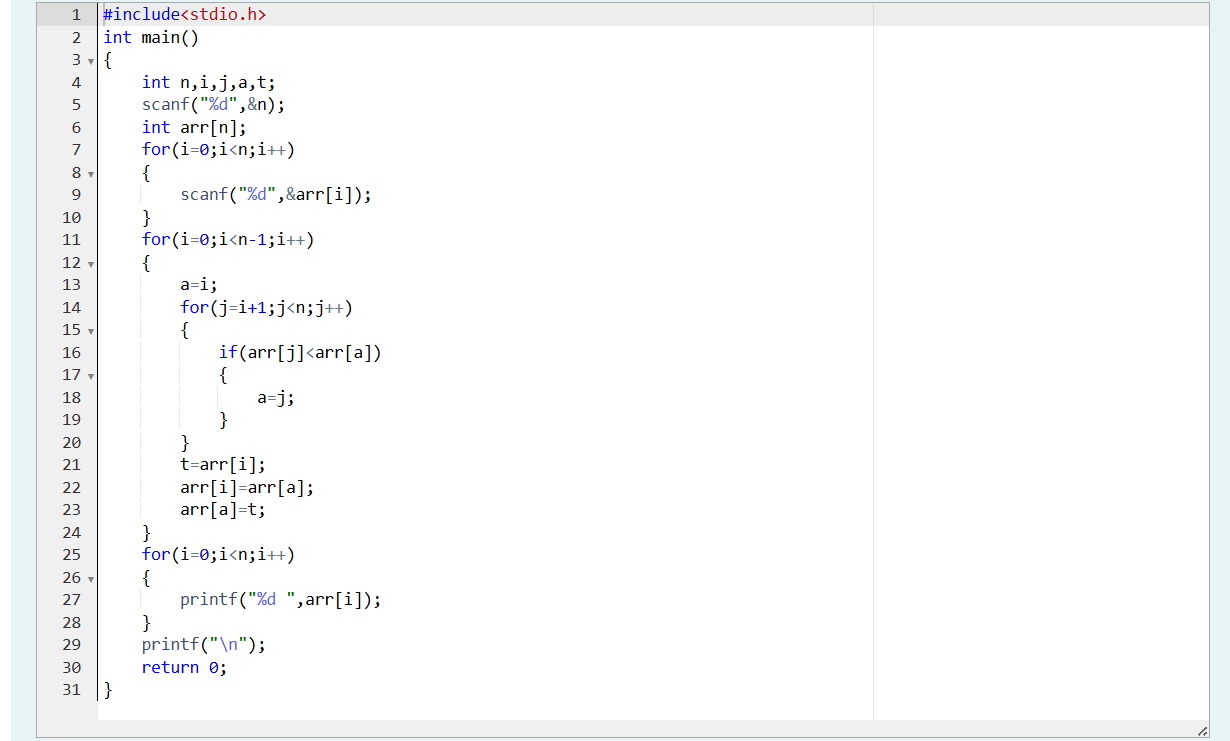 1 #include<stdio.h>
2 int main()
3 {
4     int n,i,j,a,t;
5     scanf("%d",&n);
6     int arr[n];
7     for(i=0;i<n;i++)
8     {
9         scanf("%d",&arr[i]);
10     }
11     for(i=0;i<n-1;i++)
12     {
13         a=i;
14         for(j=i+1;j<n;j++)
15         {
16             if(arr[j]<arr[a])
17             {
18                 a=j;
19             }
20         }
21         t=arr[i];
22         arr[i]=arr[a];
23         arr[a]=t;
24     }
25     for(i=0;i<n;i++)
26     {
27         printf("%d ",arr[i]);
28     }
29     printf("\n");
30     return 0;
31 }